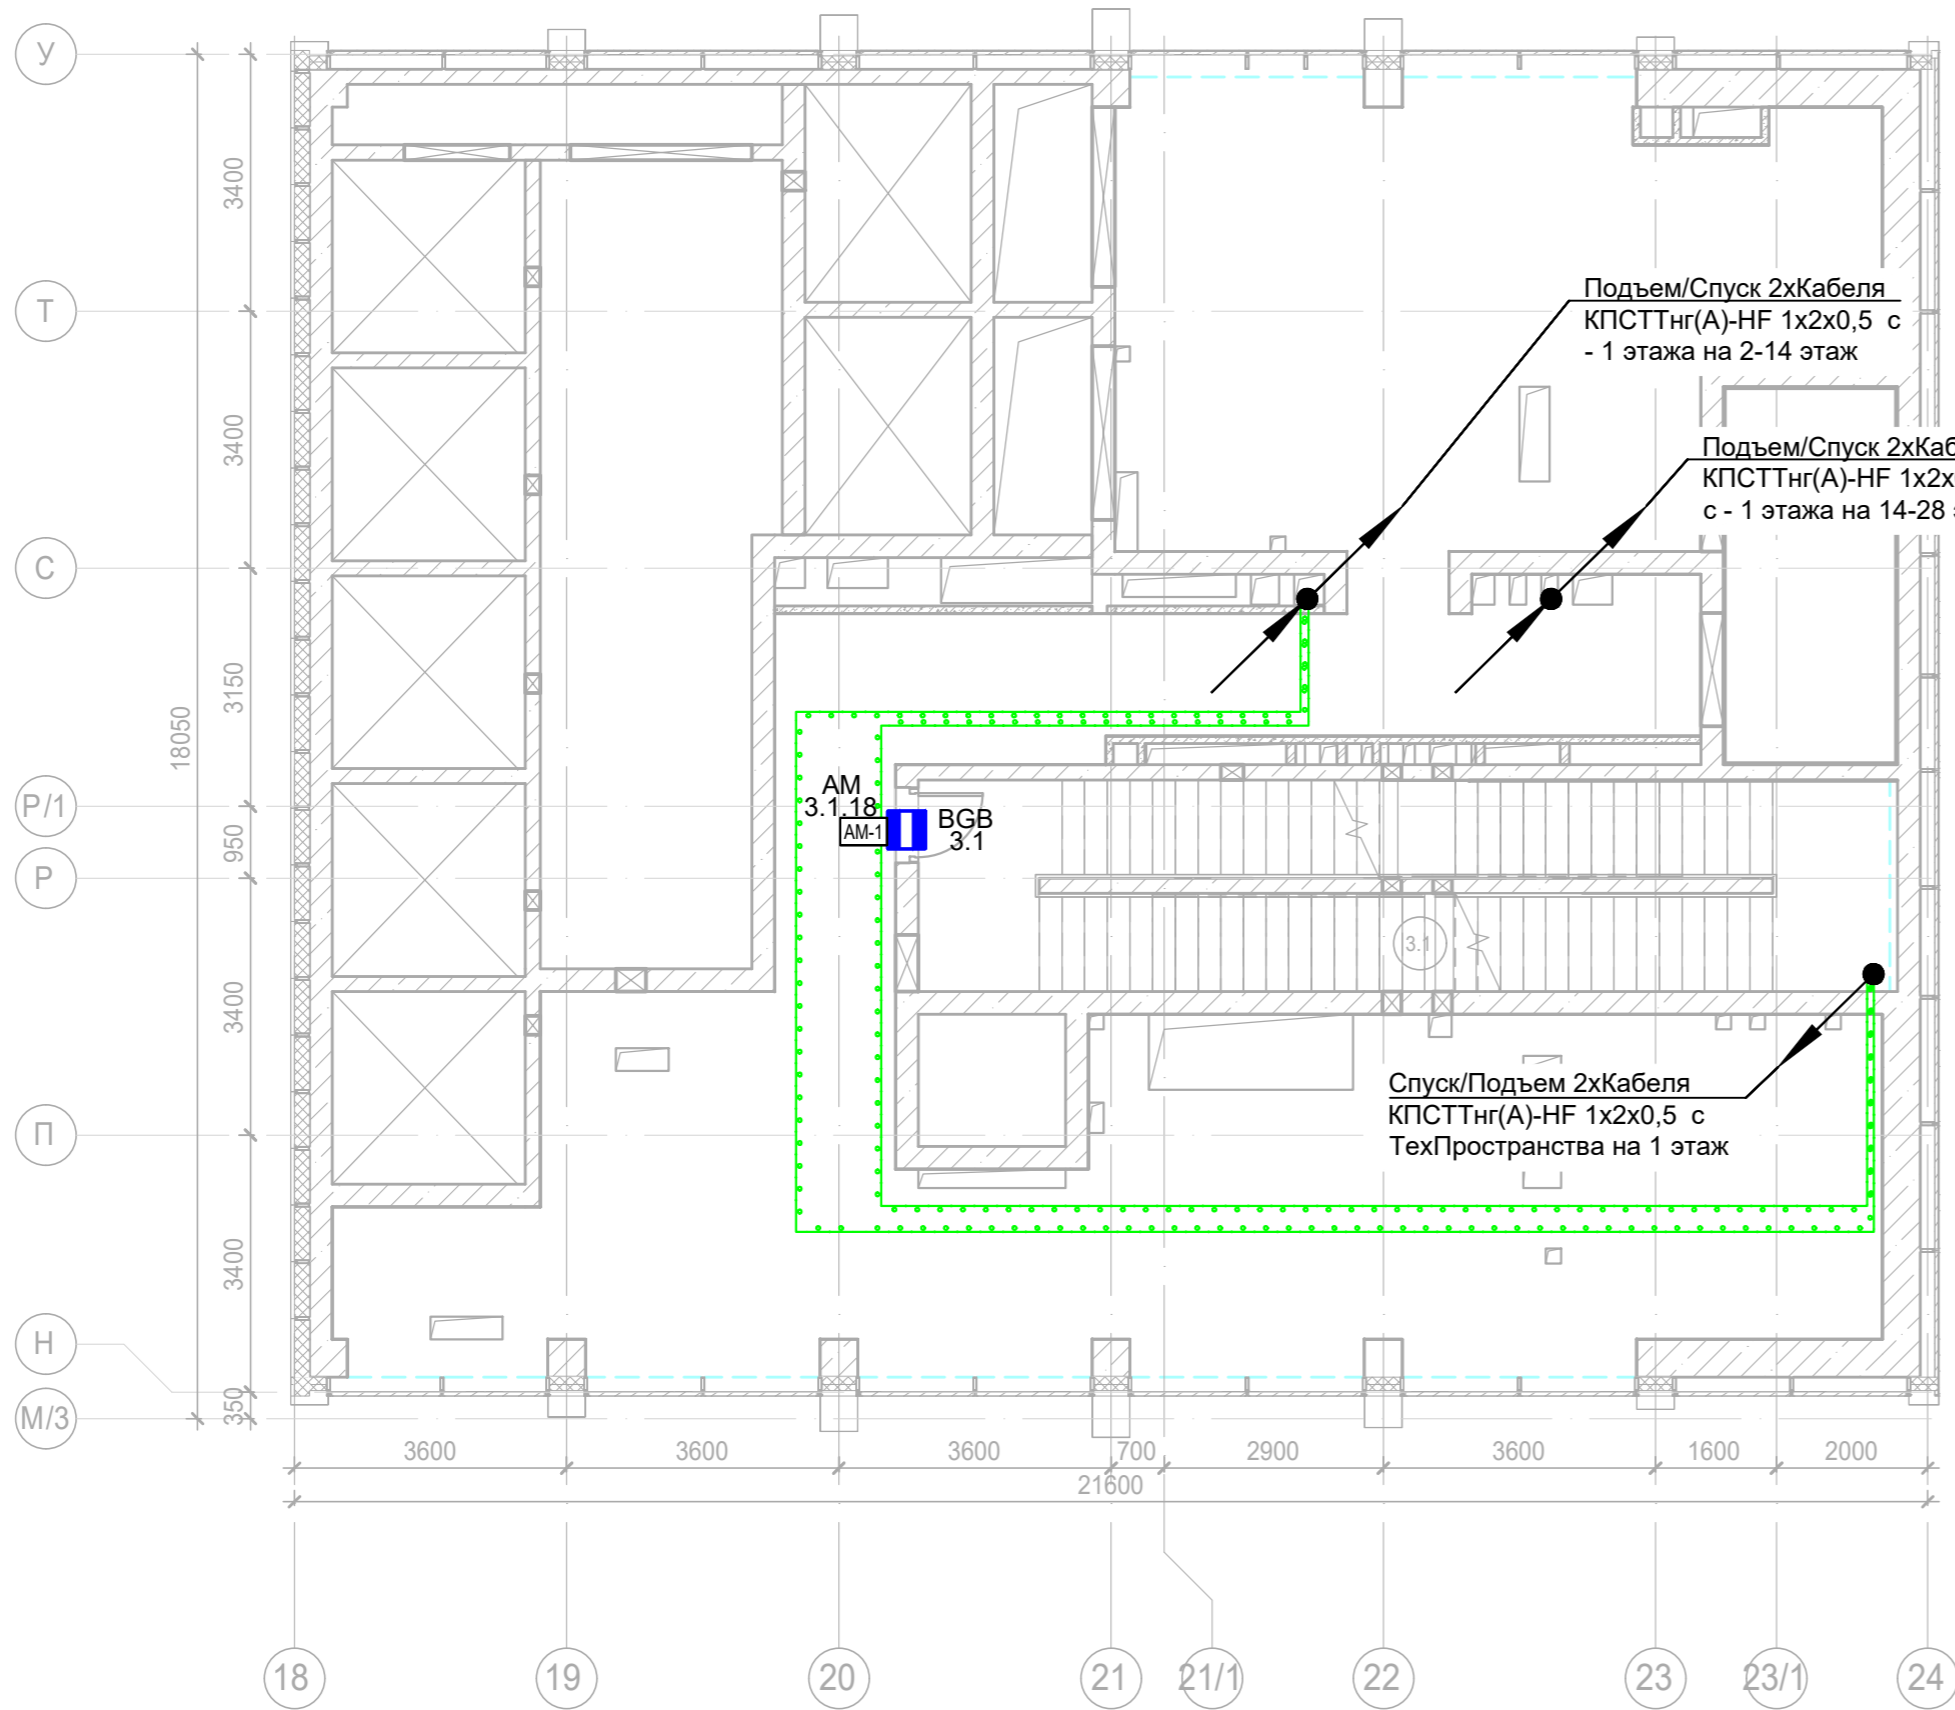 У
Т
С
Р/1
Р
П
Н
М/3
3400
3400
3150
950
3400
3400
350
18050
Подъем/Спуск 2хКабеля
КПСТТнг(А)-HF 1х2х0,5 с
- 1 этажа на 2-14 этаж
Подъем/Спуск 2хКаб
КПСТТнг(А)-HF 1х2х
с - 1 этажа на 14-28
АМ
3.1.18
АМ-1
BGB
3.1
3.1
Спуск/Подъем 2хКабеля
КПСТТнг(А)-HF 1х2х0,5 с
ТехПространства на 1 этаж
3600
3600
3600
700
2900
3600
1600
2000
21600
18
19
20
21
21/1
22
23
23/1
24